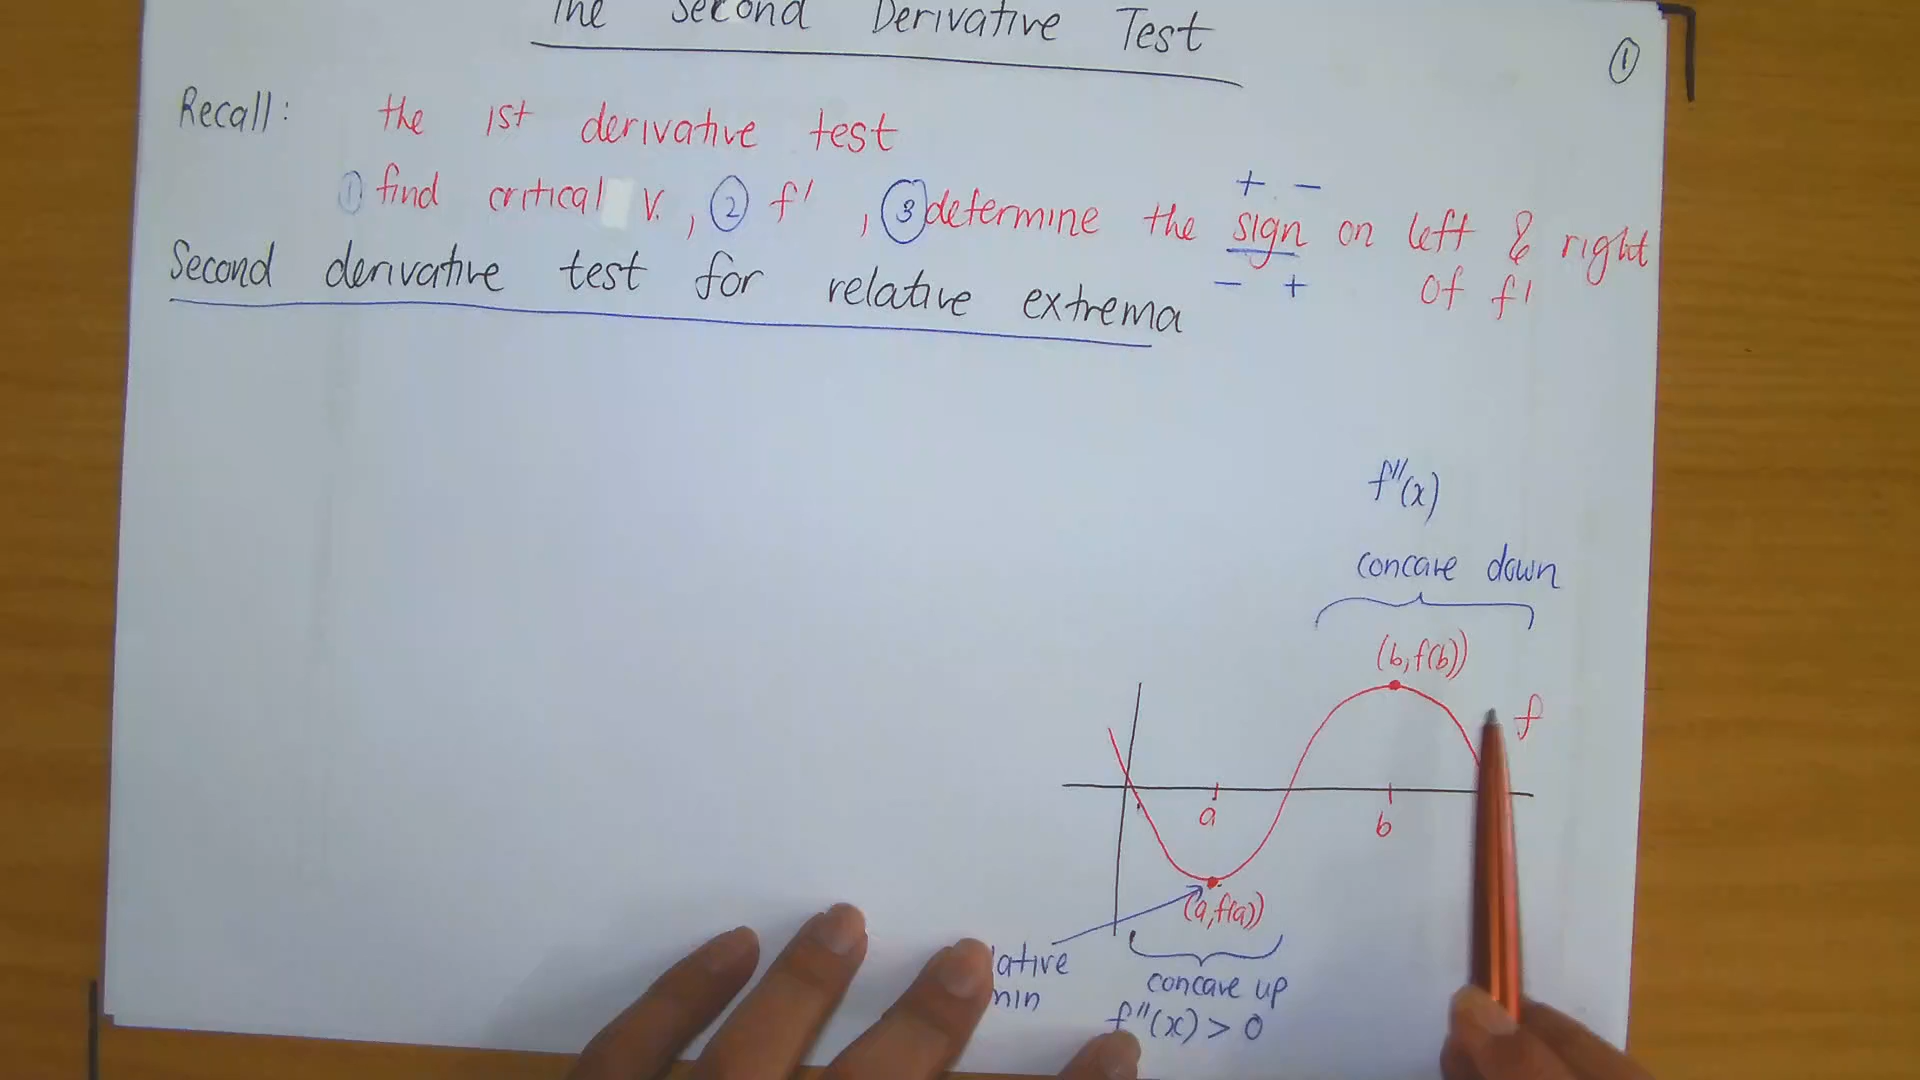 The Second Derivative Test
①
Recall: the 1st derivative test
+ -
① find critical v., ② f' , ③ determine the sign on left & right
- + of f'
Second derivative test for relative extrema
f''(x)
concave down
(b,f(b))
f
a
b
(a,f(a))
concave up
f''(x) > 0